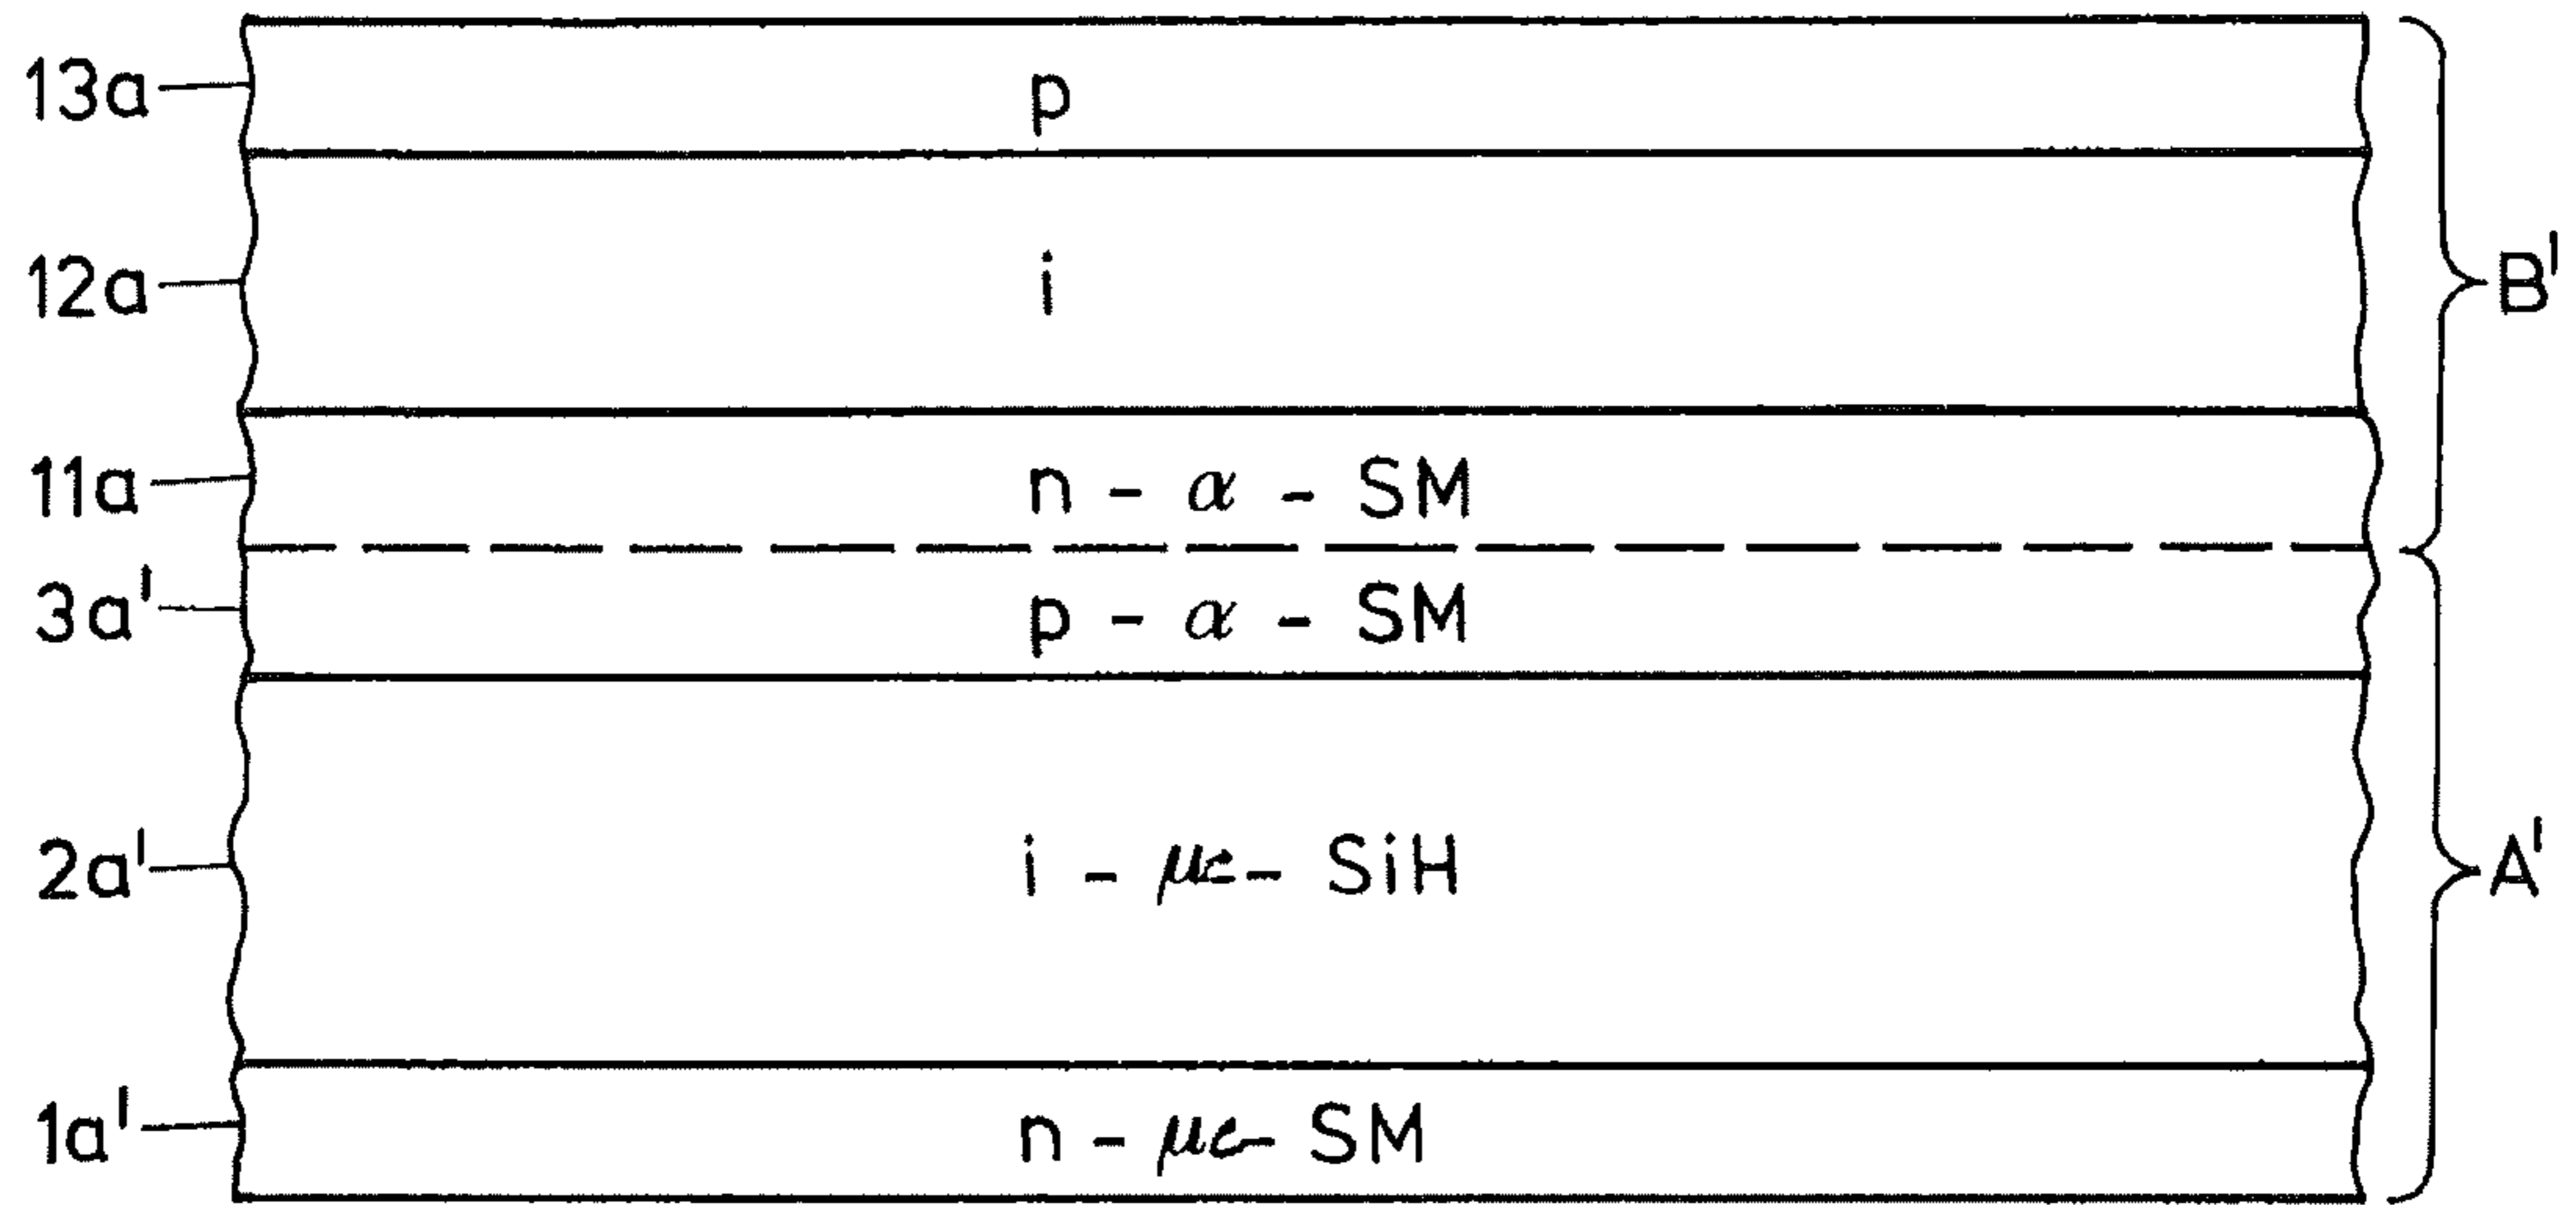 13a p
12a i B'
11a n - α - SM
3a' p - α - SM
2a' i - μc - SiH A'
1a' n - μc - SM